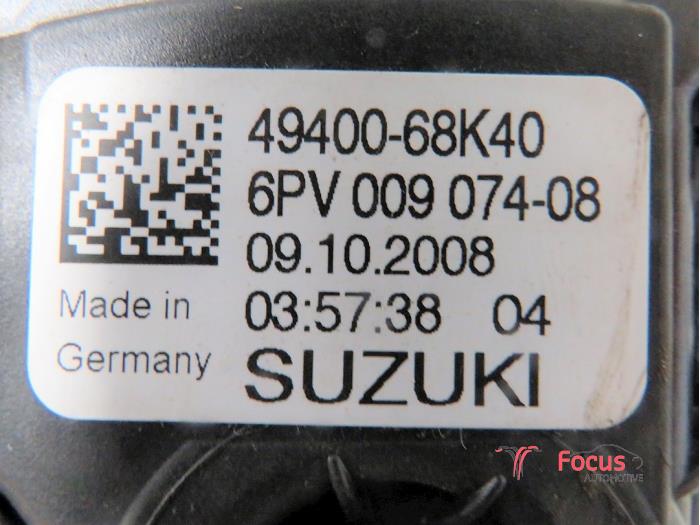 49400-68K40
6PV 009 074-08
09.10.2008
Made in 03:57:38 04
Germany SUZUKI
Focus
AUTOMOTIVE